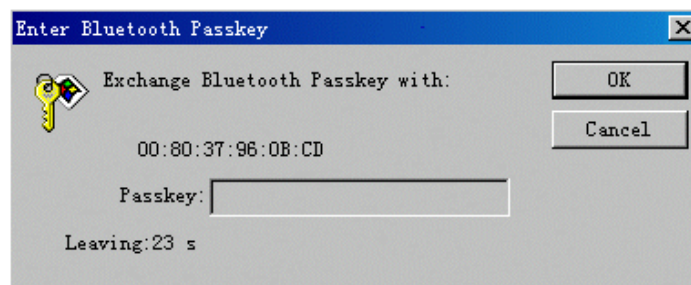 Enter Bluetooth Passkey
Exchange Bluetooth Passkey with:
OK
Cancel
00:80:37:96:0B:CD
Passkey:
Leaving:23 s